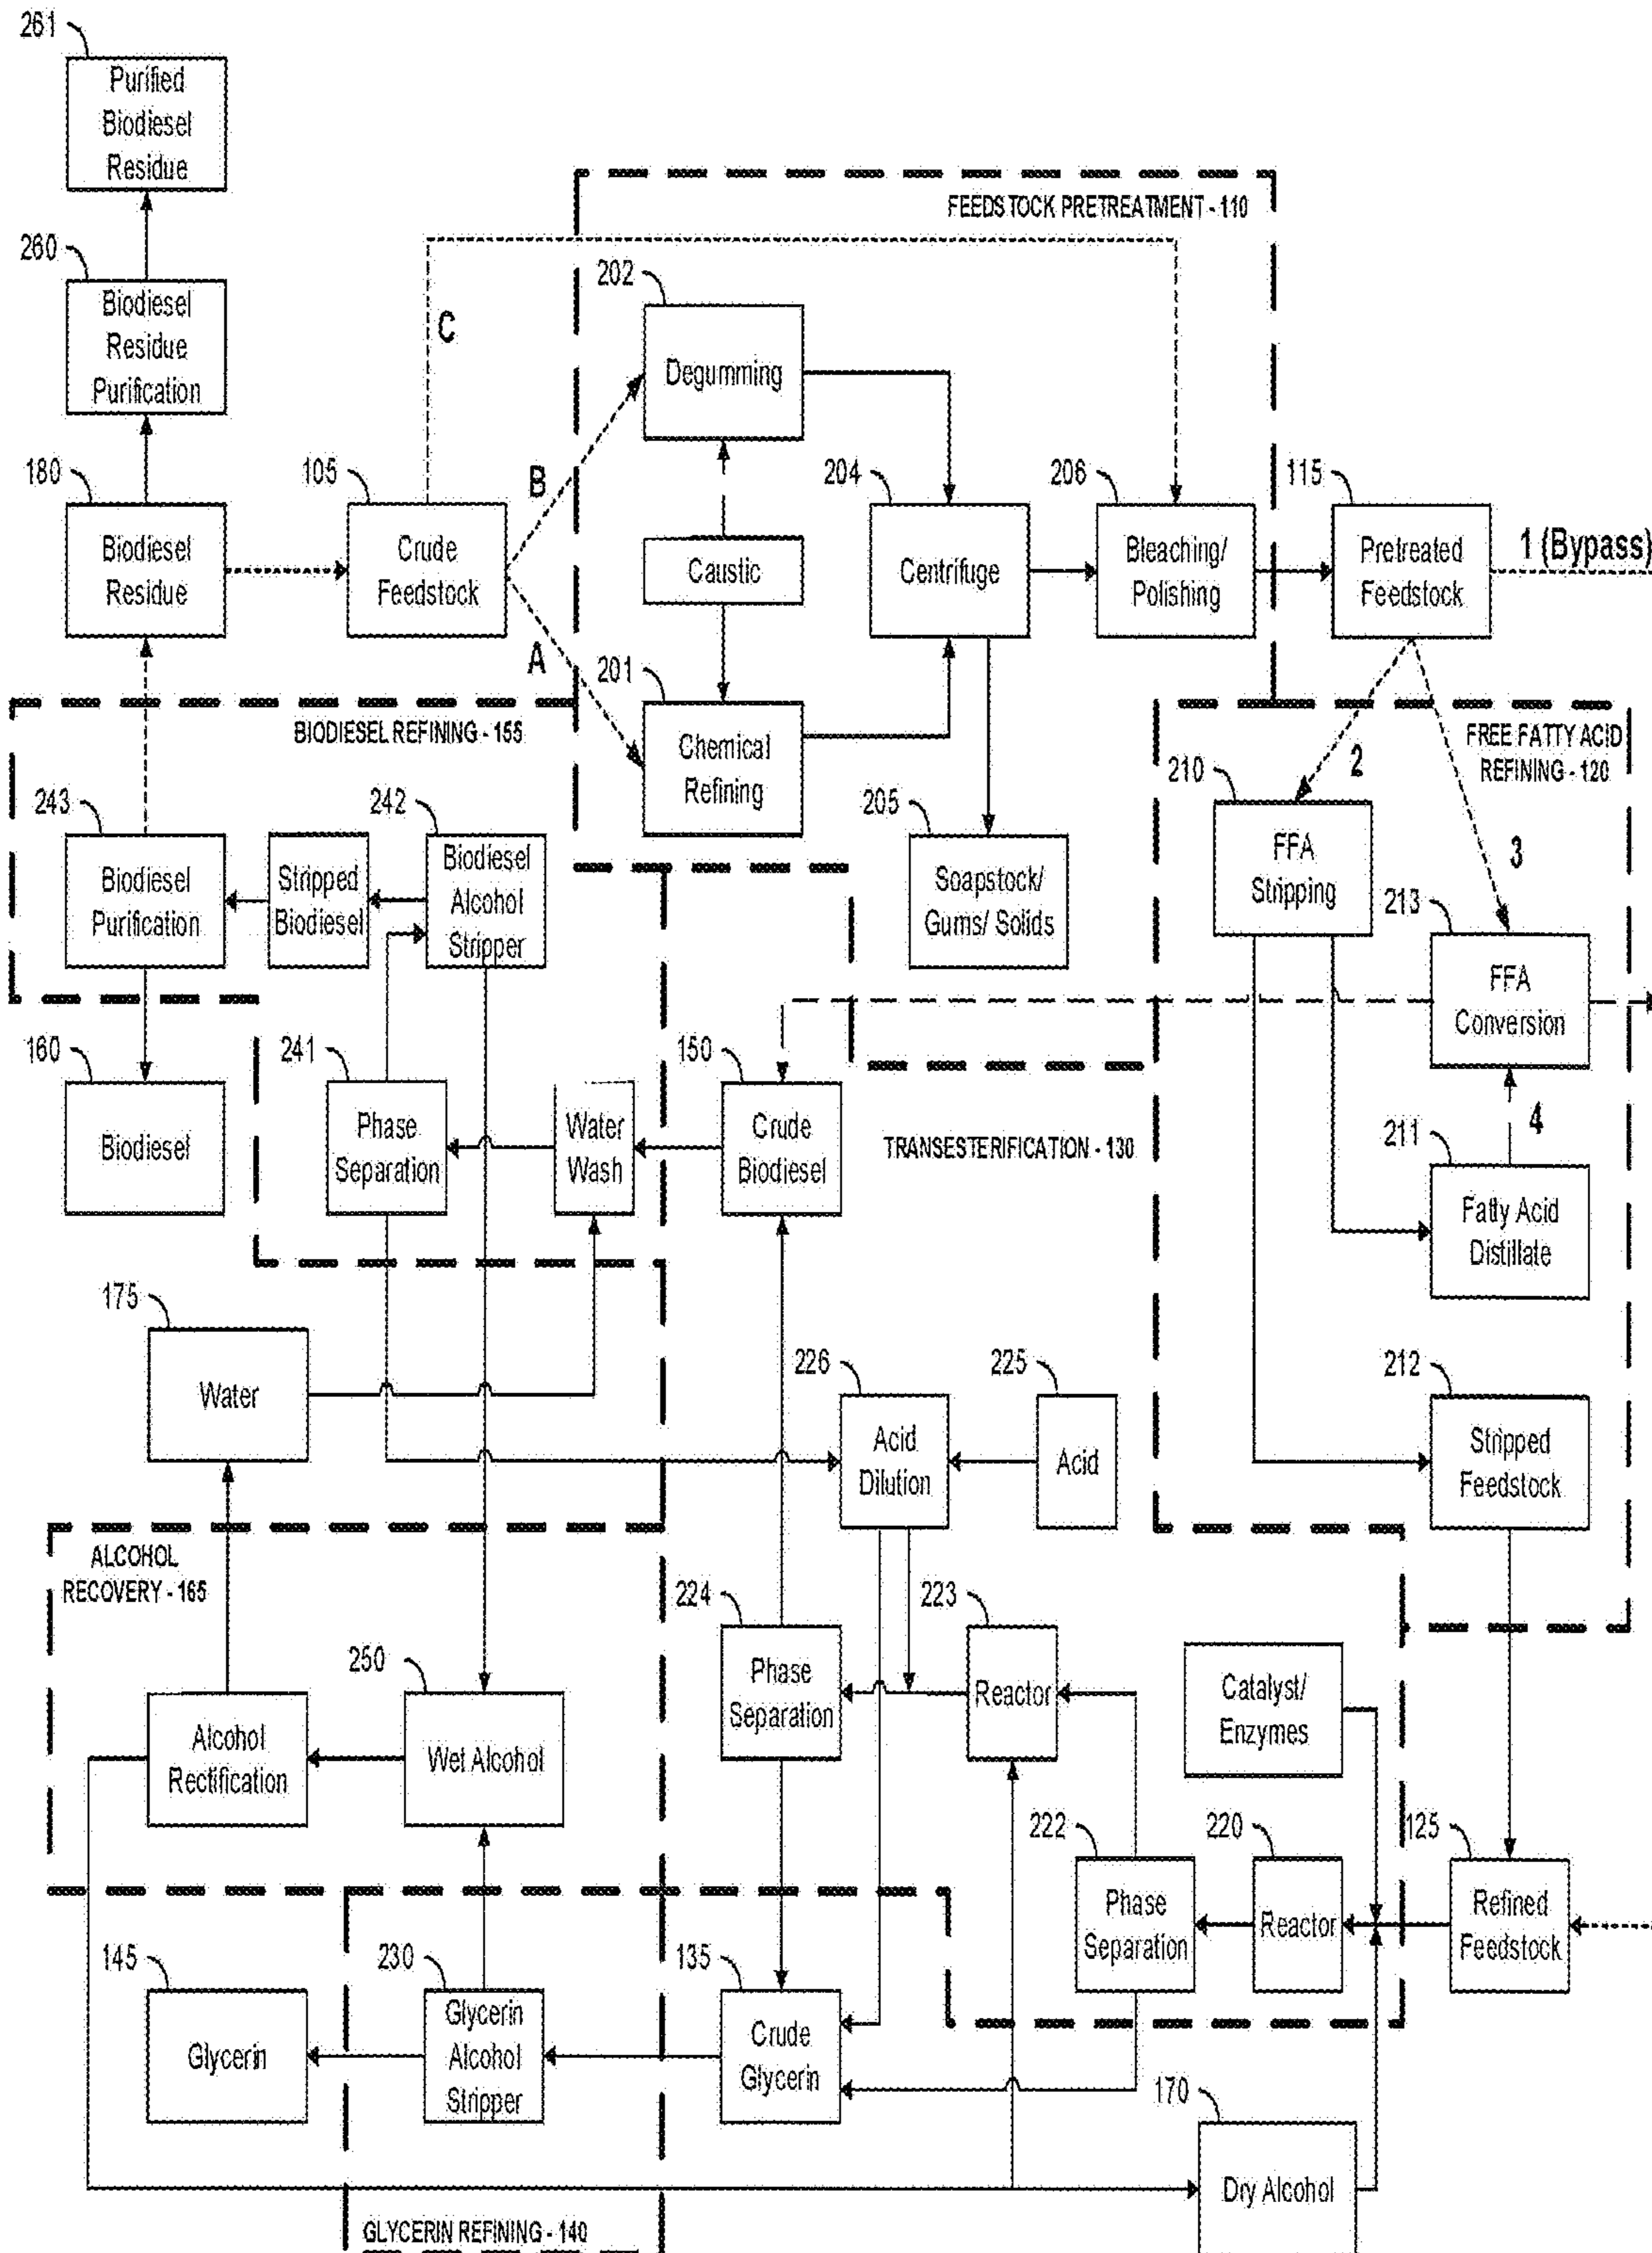 261
Purified
Biodiesel
Residue
FEEDSTOCK PRETREATMENT - 110
260
Biodiesel
Residue
Purification
202
Degumming
C
B
180
Biodiesel
Residue
105
Crude
Feedstock
Caustic
204
Centrifuge
206
Bleaching/
Polishing
115
Pretreated
Feedstock
1 (Bypass)
A
201
Chemical
Refining
BIODIESEL REFINING - 155
FREE FATTY ACID
REFINING - 120
2
3
243
Biodiesel
Purification
Stripped
Biodiesel
242
Biodiesel
Alcohol
Stripper
205
Soapstock/
Gums/ Solids
210
FFA
Stripping
213
FFA
Conversion
160
Biodiesel
241
Phase
Separation
Water
Wash
150
Crude
Biodiesel
TRANSESTERIFICATION - 130
4
211
Fatty Acid
Distillate
175
Water
226
Acid
Dilution
225
Acid
212
Stripped
Feedstock
ALCOHOL
RECOVERY - 165
Alcohol
Rectification
250
Wet Alcohol
224
Phase
Separation
223
Reactor
Catalyst/
Enzymes
222
Phase
Separation
220
Reactor
125
Refined
Feedstock
145
Glycerin
230
Glycerin
Alcohol
Stripper
135
Crude
Glycerin
170
Dry Alcohol
GLYCERIN REFINING - 140